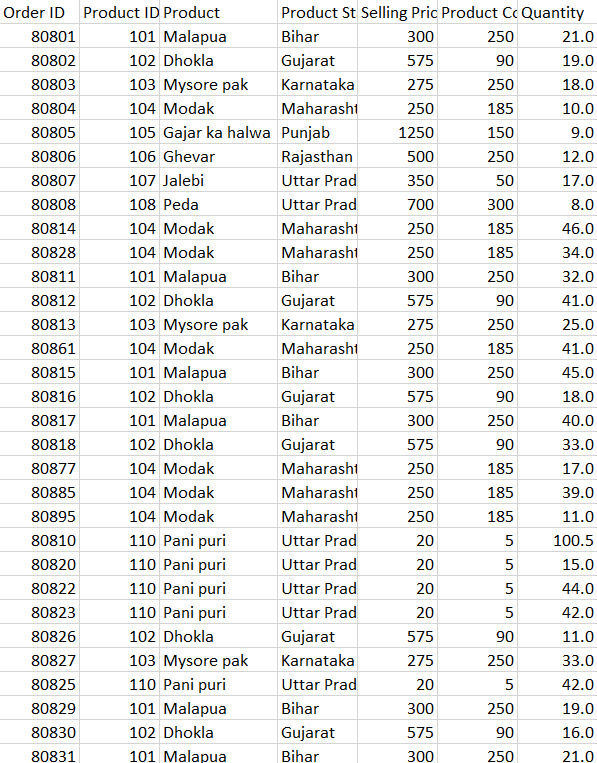 Order ID Product ID Product Product St Selling Pric Product Co Quantity
80801 101 Malapua Bihar 300 250 21.0
80802 102 Dhokla Gujarat 575 90 19.0
80803 103 Mysore pak Karnataka 275 250 18.0
80804 104 Modak Maharasht 250 185 10.0
80805 105 Gajar ka halwa Punjab 1250 150 9.0
80806 106 Ghevar Rajasthan 500 250 12.0
80807 107 Jalebi Uttar Prad 350 50 17.0
80808 108 Peda Uttar Prad 700 300 8.0
80814 104 Modak Maharasht 250 185 46.0
80828 104 Modak Maharasht 250 185 34.0
80811 101 Malapua Bihar 300 250 32.0
80812 102 Dhokla Gujarat 575 90 41.0
80813 103 Mysore pak Karnataka 275 250 25.0
80861 104 Modak Maharasht 250 185 41.0
80815 101 Malapua Bihar 300 250 45.0
80816 102 Dhokla Gujarat 575 90 18.0
80817 101 Malapua Bihar 300 250 40.0
80818 102 Dhokla Gujarat 575 90 33.0
80877 104 Modak Maharasht 250 185 17.0
80885 104 Modak Maharasht 250 185 39.0
80895 104 Modak Maharasht 250 185 11.0
80810 110 Pani puri Uttar Prad 20 5 100.5
80820 110 Pani puri Uttar Prad 20 5 15.0
80822 110 Pani puri Uttar Prad 20 5 44.0
80823 110 Pani puri Uttar Prad 20 5 42.0
80826 102 Dhokla Gujarat 575 90 11.0
80827 103 Mysore pak Karnataka 275 250 33.0
80825 110 Pani puri Uttar Prad 20 5 42.0
80829 101 Malapua Bihar 300 250 19.0
80830 102 Dhokla Gujarat 575 90 16.0
80831 101 Malapua Bihar 300 250 21.0